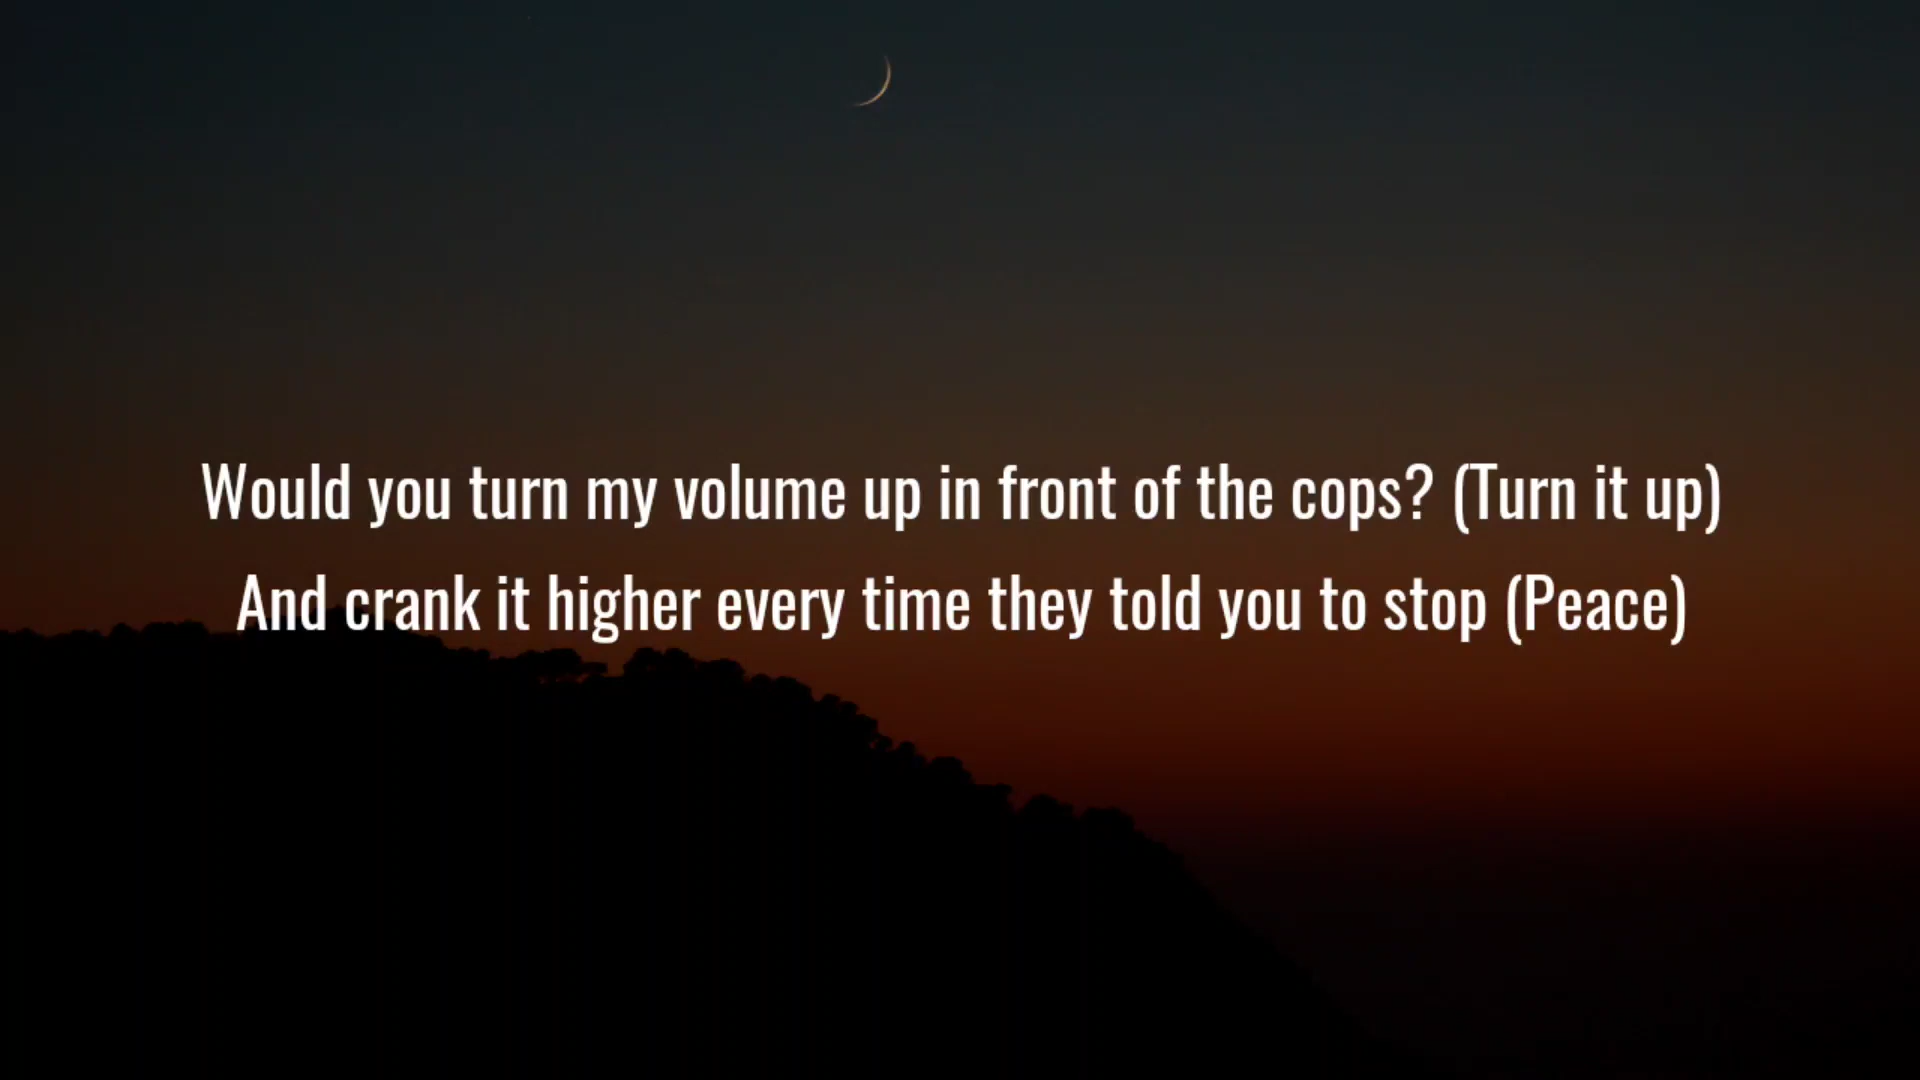 Would you turn my volume up in front of the cops? (Turn it up)
And crank it higher every time they told you to stop (Peace)